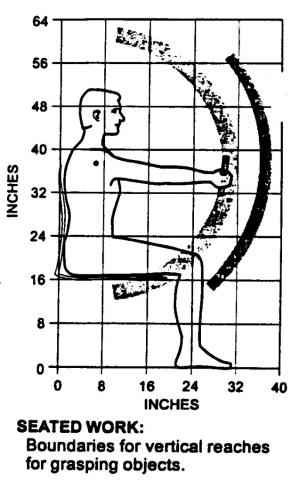 64
56
48
40
32
24
16
8
0
INCHES
0 8 16 24 32 40
INCHES
SEATED WORK:
Boundaries for vertical reaches
for grasping objects.